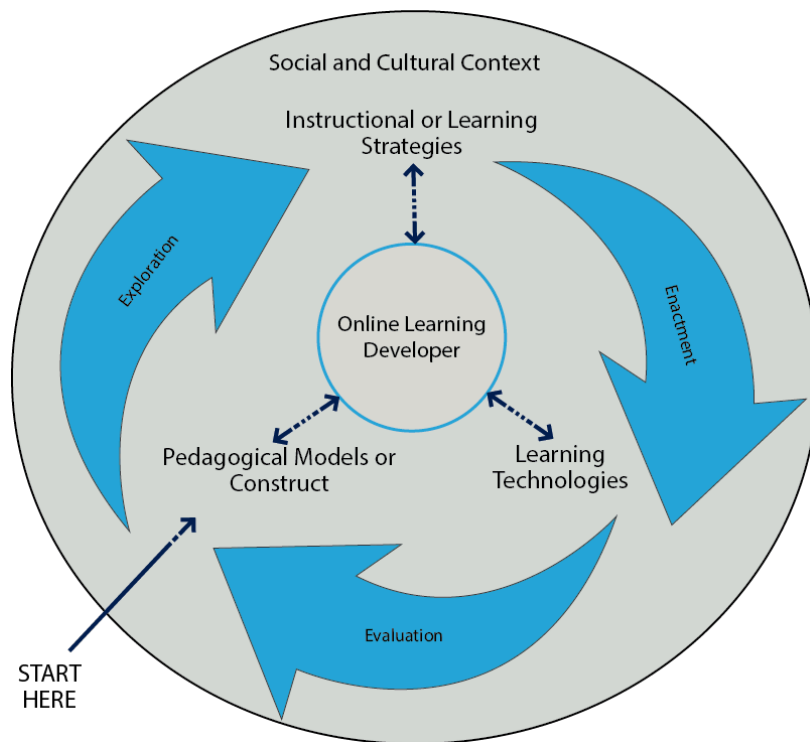 Social and Cultural Context
Instructional or Learning
Strategies
Exploration
Enactment
Online Learning
Developer
Pedagogical Models or
Construct
Learning
Technologies
Evaluation
START
HERE